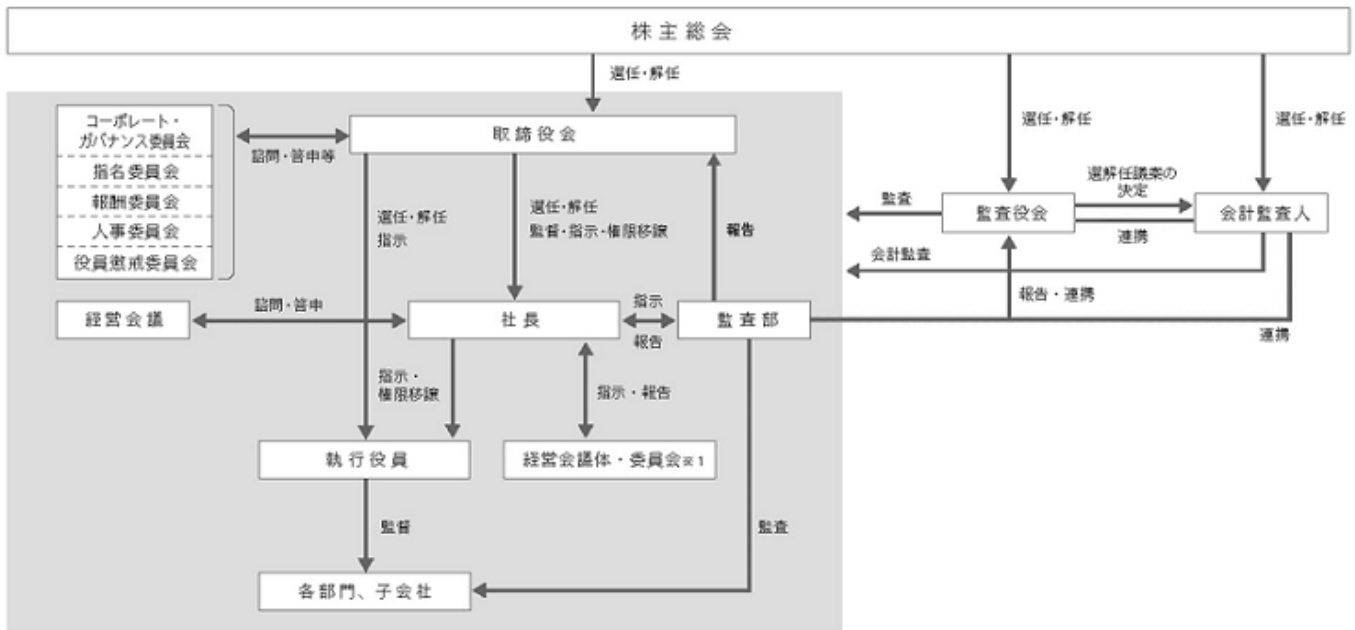 株主総会
選任・解任
選任・解任
選任・解任
コーポレート・
ガバナンス委員会
指名委員会
報酬委員会
人事委員会
役員懲戒委員会
諮問・答申等
取締役会
選任・解任
指示
選任・解任
監督・指示・権限移譲
報告
監査
監査役会
選解任議案の
決定
連携
会計監査人
会計監査
報告・連携
連携
経営会議
諮問・答申
社長
指示
報告
監査部
指示・
権限移譲
指示・報告
執行役員
経営会議体・委員会※1
監督
監査
各部門、子会社